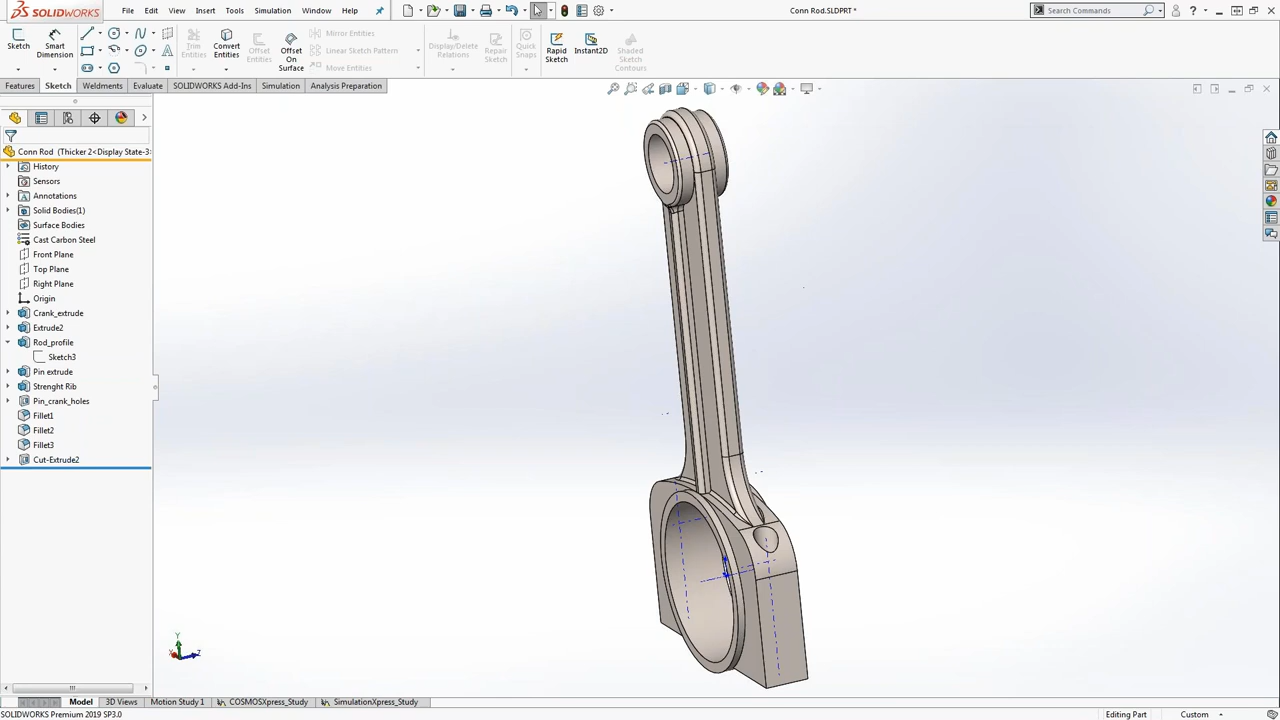 SOLIDWORKS
File Edit View Insert Tools Simulation Window Help
Conn Rod.SLDPRT *
Search Commands
Sketch
Smart Dimension
Trim Entities
Convert Entities
Offset Entities
Offset On Surface
Mirror Entities
Linear Sketch Pattern
Move Entities
Display/Delete Relations
Repair Sketch
Quick Snaps
Rapid Sketch
Instant2D
Shaded Sketch Contours
Features Sketch Weldments Evaluate SOLIDWORKS Add-Ins Simulation Analysis Preparation
Conn Rod (Thicker 2<Display State-3:
History
Sensors
Annotations
Solid Bodies(1)
Surface Bodies
Cast Carbon Steel
Front Plane
Top Plane
Right Plane
Origin
Crank_extrude
Extrude2
Rod_profile
Sketch3
Pin extrude
Strenght Rib
Pin_crank_holes
Fillet1
Fillet2
Fillet3
Cut-Extrude2
Y
X Z
Model 3D Views Motion Study 1 COSMOSXpress_Study SimulationXpress_Study
SOLIDWORKS Premium 2019 SP3.0
Editing Part Custom